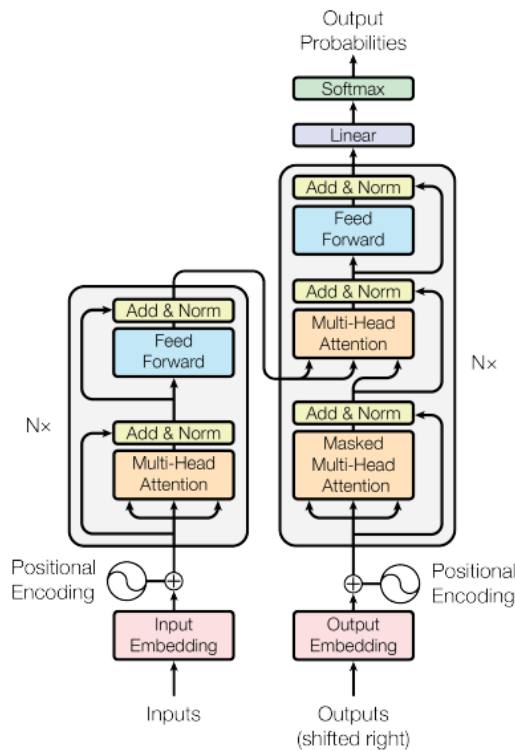 Output
Probabilities
Softmax
Linear
Add & Norm
Feed
Forward
Add & Norm
Multi-Head
Attention
Add & Norm
Masked
Multi-Head
Attention
N×
Add & Norm
Feed
Forward
Add & Norm
Multi-Head
Attention
N×
Positional
Encoding
Positional
Encoding
Input
Embedding
Output
Embedding
Inputs
Outputs
(shifted right)